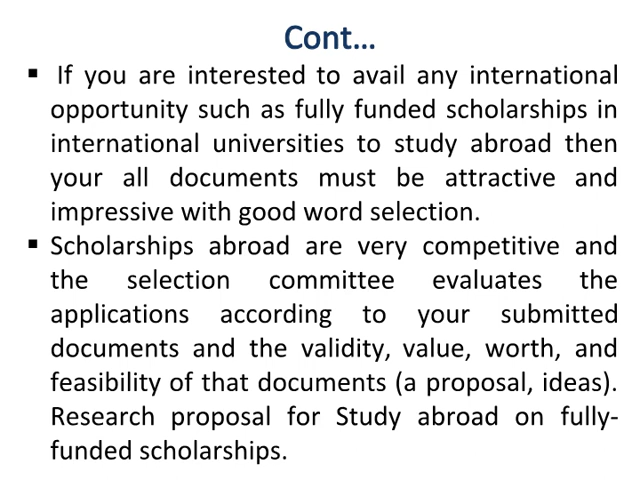 Cont...
▪ If you are interested to avail any international
opportunity such as fully funded scholarships in
international universities to study abroad then
your all documents must be attractive and
impressive with good word selection.
▪ Scholarships abroad are very competitive and
the selection committee evaluates the
applications according to your submitted
documents and the validity, value, worth, and
feasibility of that documents (a proposal, ideas).
Research proposal for Study abroad on fully-
funded scholarships.